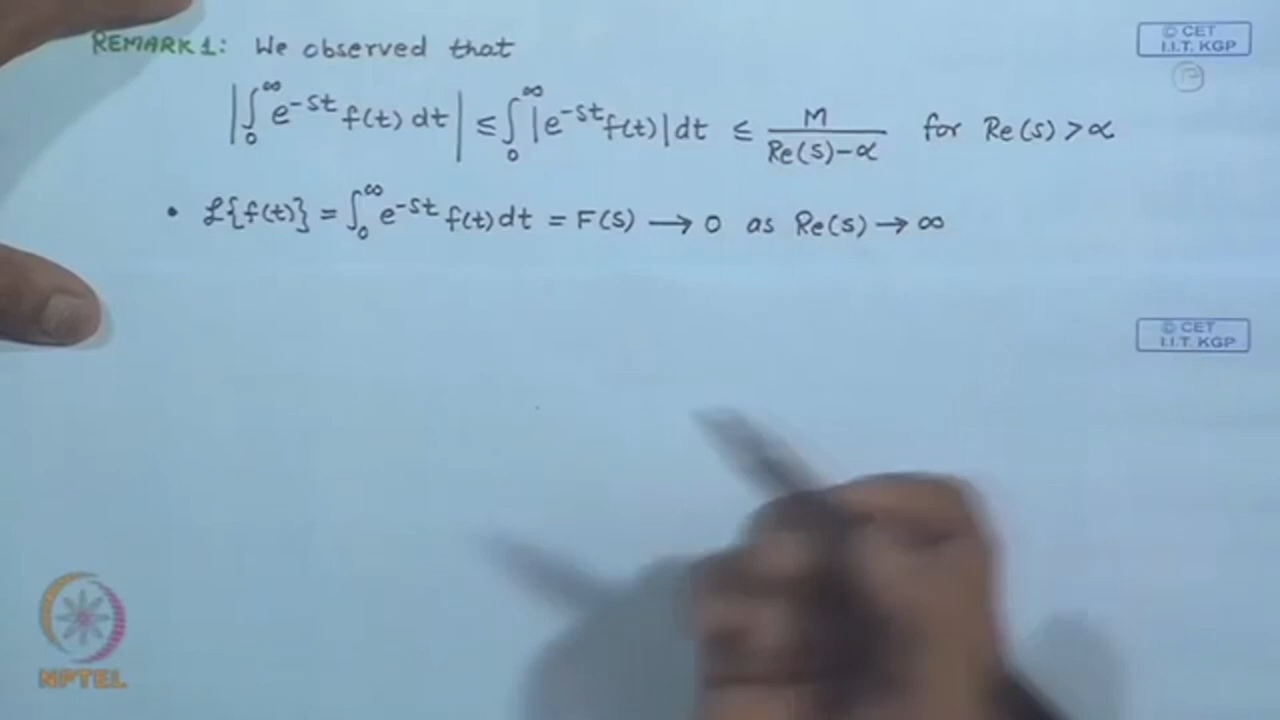 REMARK 1: We observed that
© CET
I.I.T. KGP
17
|∫₀^∞ e^{-st} f(t) dt| ≤ ∫₀^∞ |e^{-st} f(t)| dt ≤ M / (Re(s)-α) for Re(s) > α
• ℒ{f(t)} = ∫₀^∞ e^{-st} f(t) dt = F(s) → 0 as Re(s) → ∞
© CET
I.I.T. KGP
NPTEL